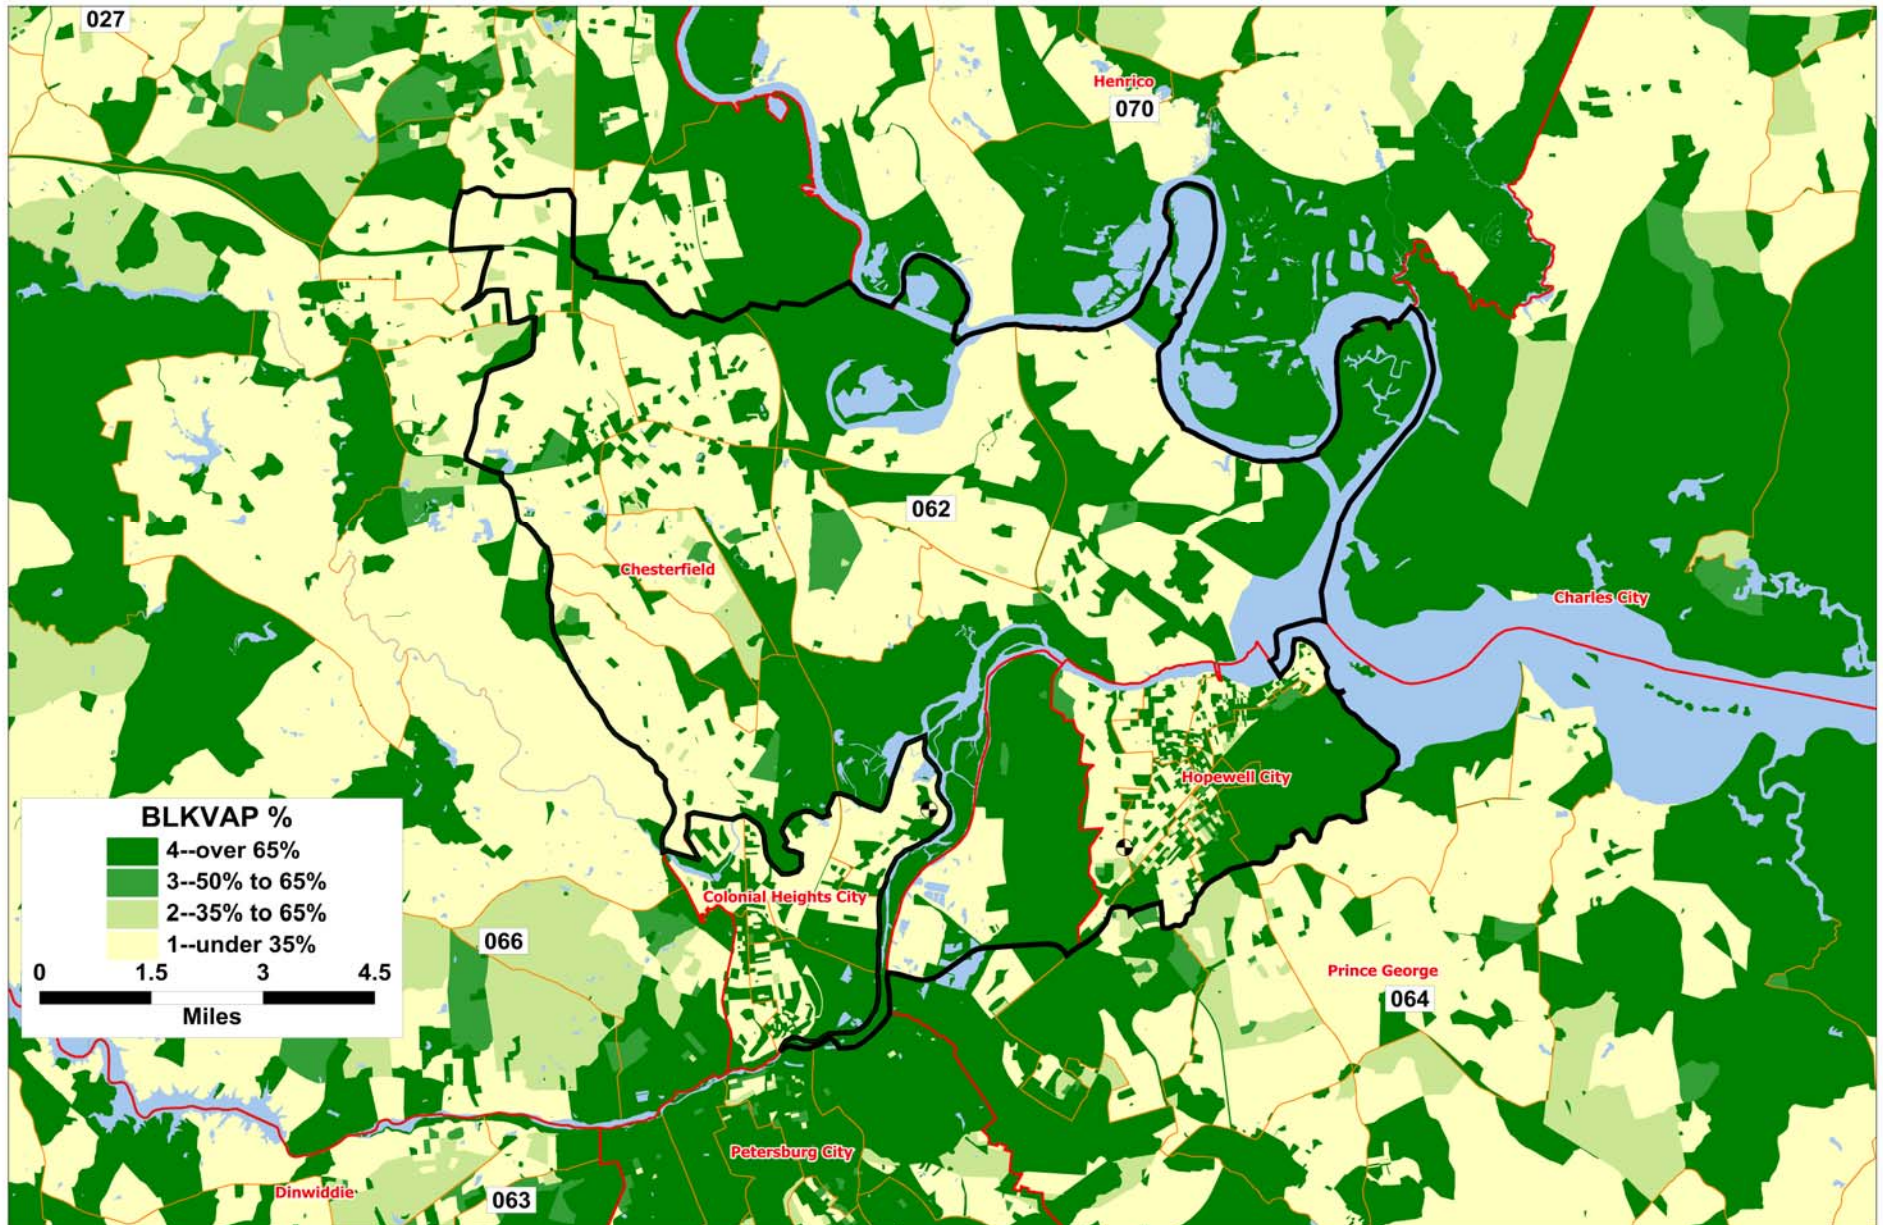 027
Henrico
070
062
Chesterfield
Charles City
Hopewell City
BLKVAP %
4--over 65%
3--50% to 65%
2--35% to 65%
1--under 35%
0 1.5 3 4.5
Miles
Colonial Heights City
066
Prince George
064
Petersburg City
Dinwiddie
063